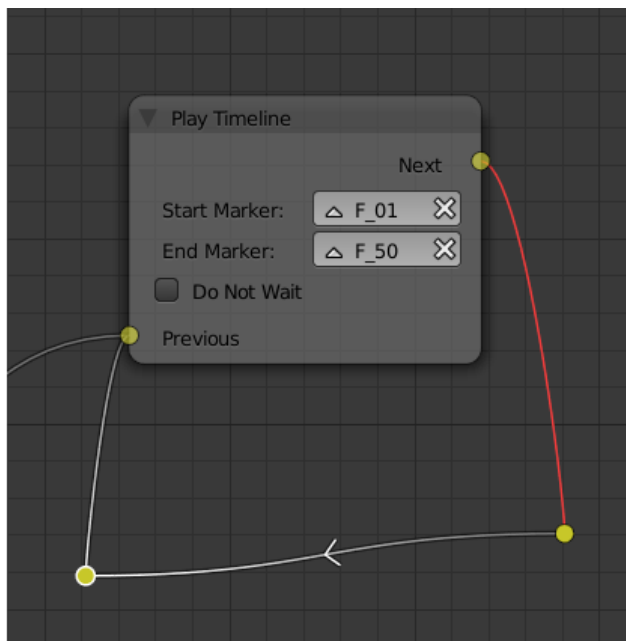 Play Timeline
Next
Start Marker: F_01
End Marker: F_50
Do Not Wait
Previous